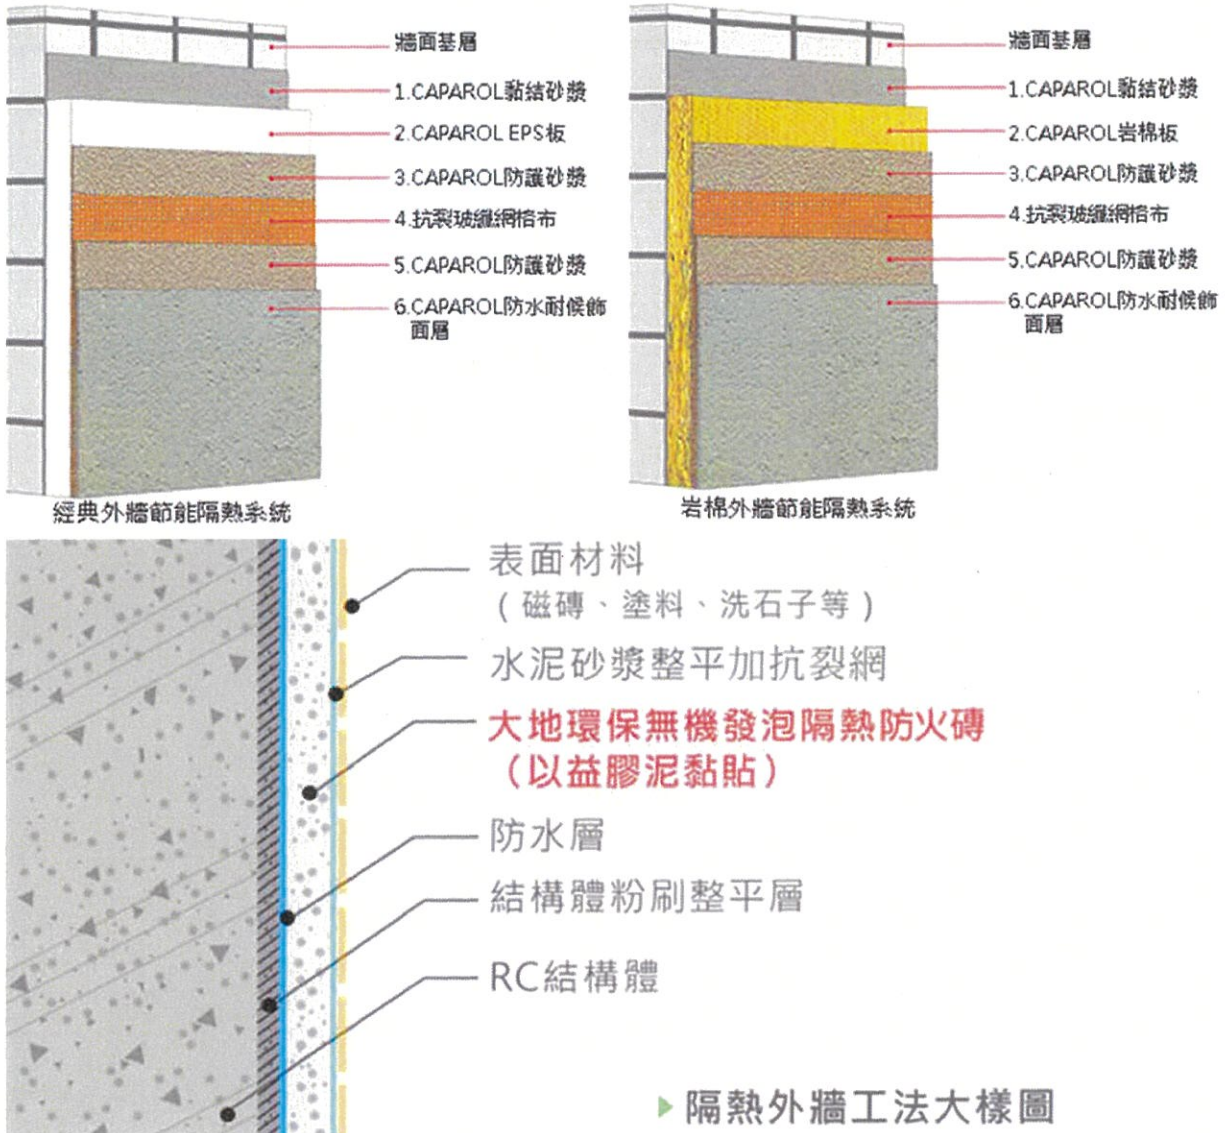 牆面基層
1.CAPAROL黏結砂漿
2.CAPAROL EPS板
3.CAPAROL防護砂漿
4.抗裂玻纖網格布
5.CAPAROL防護砂漿
6.CAPAROL防水耐候飾
面層
經典外牆節能隔熱系統
牆面基層
1.CAPAROL黏結砂漿
2.CAPAROL岩棉板
3.CAPAROL防護砂漿
4.抗裂玻纖網格布
5.CAPAROL防護砂漿
6.CAPAROL防水耐候飾
面層
岩棉外牆節能隔熱系統
表面材料
（磁磚、塗料、洗石子等）
水泥砂漿整平加抗裂網
大地環保無機發泡隔熱防火磚
（以益膠泥黏貼）
防水層
結構體粉刷整平層
RC結構體
隔熱外牆工法大樣圖